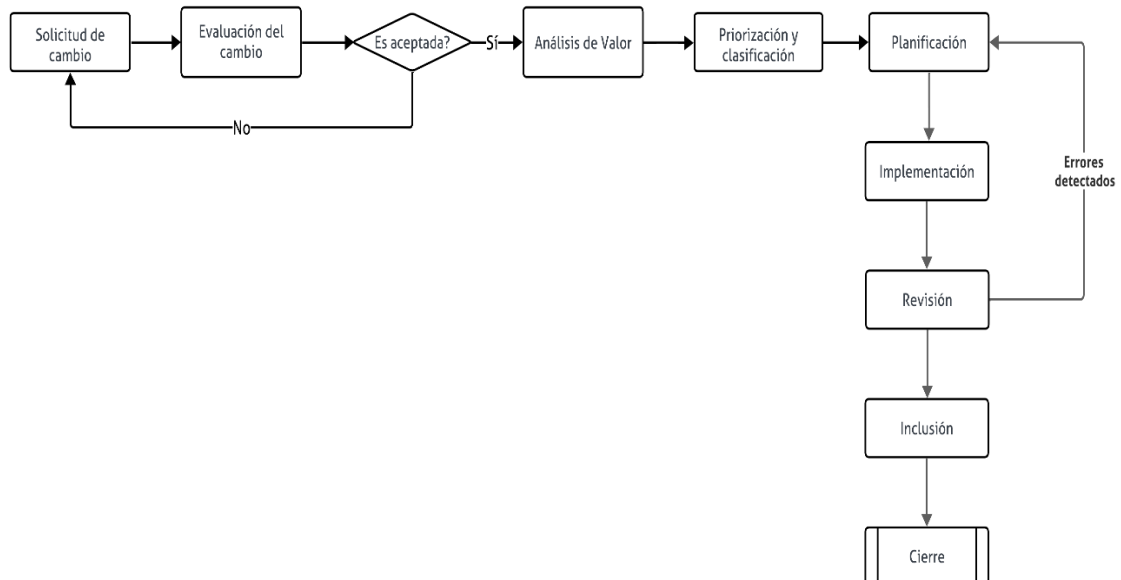 Solicitud de
cambio
Evaluación del
cambio
Es aceptada?
Sí
Análisis de Valor
Priorización y
clasificación
Planificación
No
Implementación
Errores
detectados
Revisión
Inclusión
Cierre